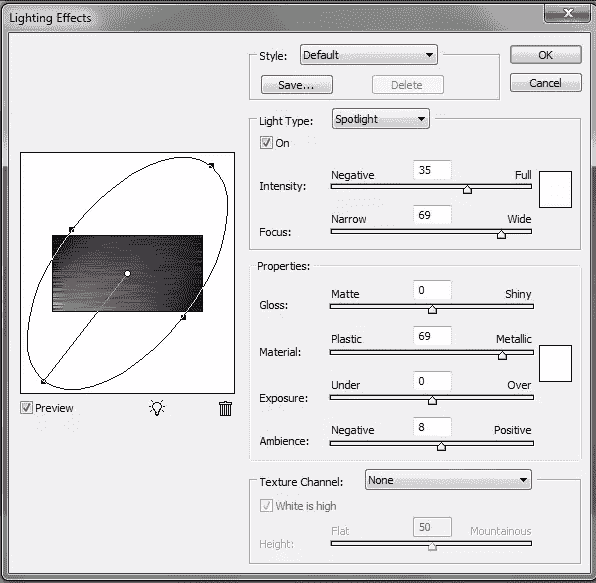 Lighting Effects
Style: Default
OK
Save... Delete
Cancel
Light Type: Spotlight
On
Negative 35 Full
Intensity:
Narrow 69 Wide
Focus:
Properties:
Matte 0 Shiny
Gloss:
Plastic 69 Metallic
Material:
Under 0 Over
Exposure:
Negative 8 Positive
Ambience:
Preview
Texture Channel: None
White is high
Flat 50 Mountainous
Height: